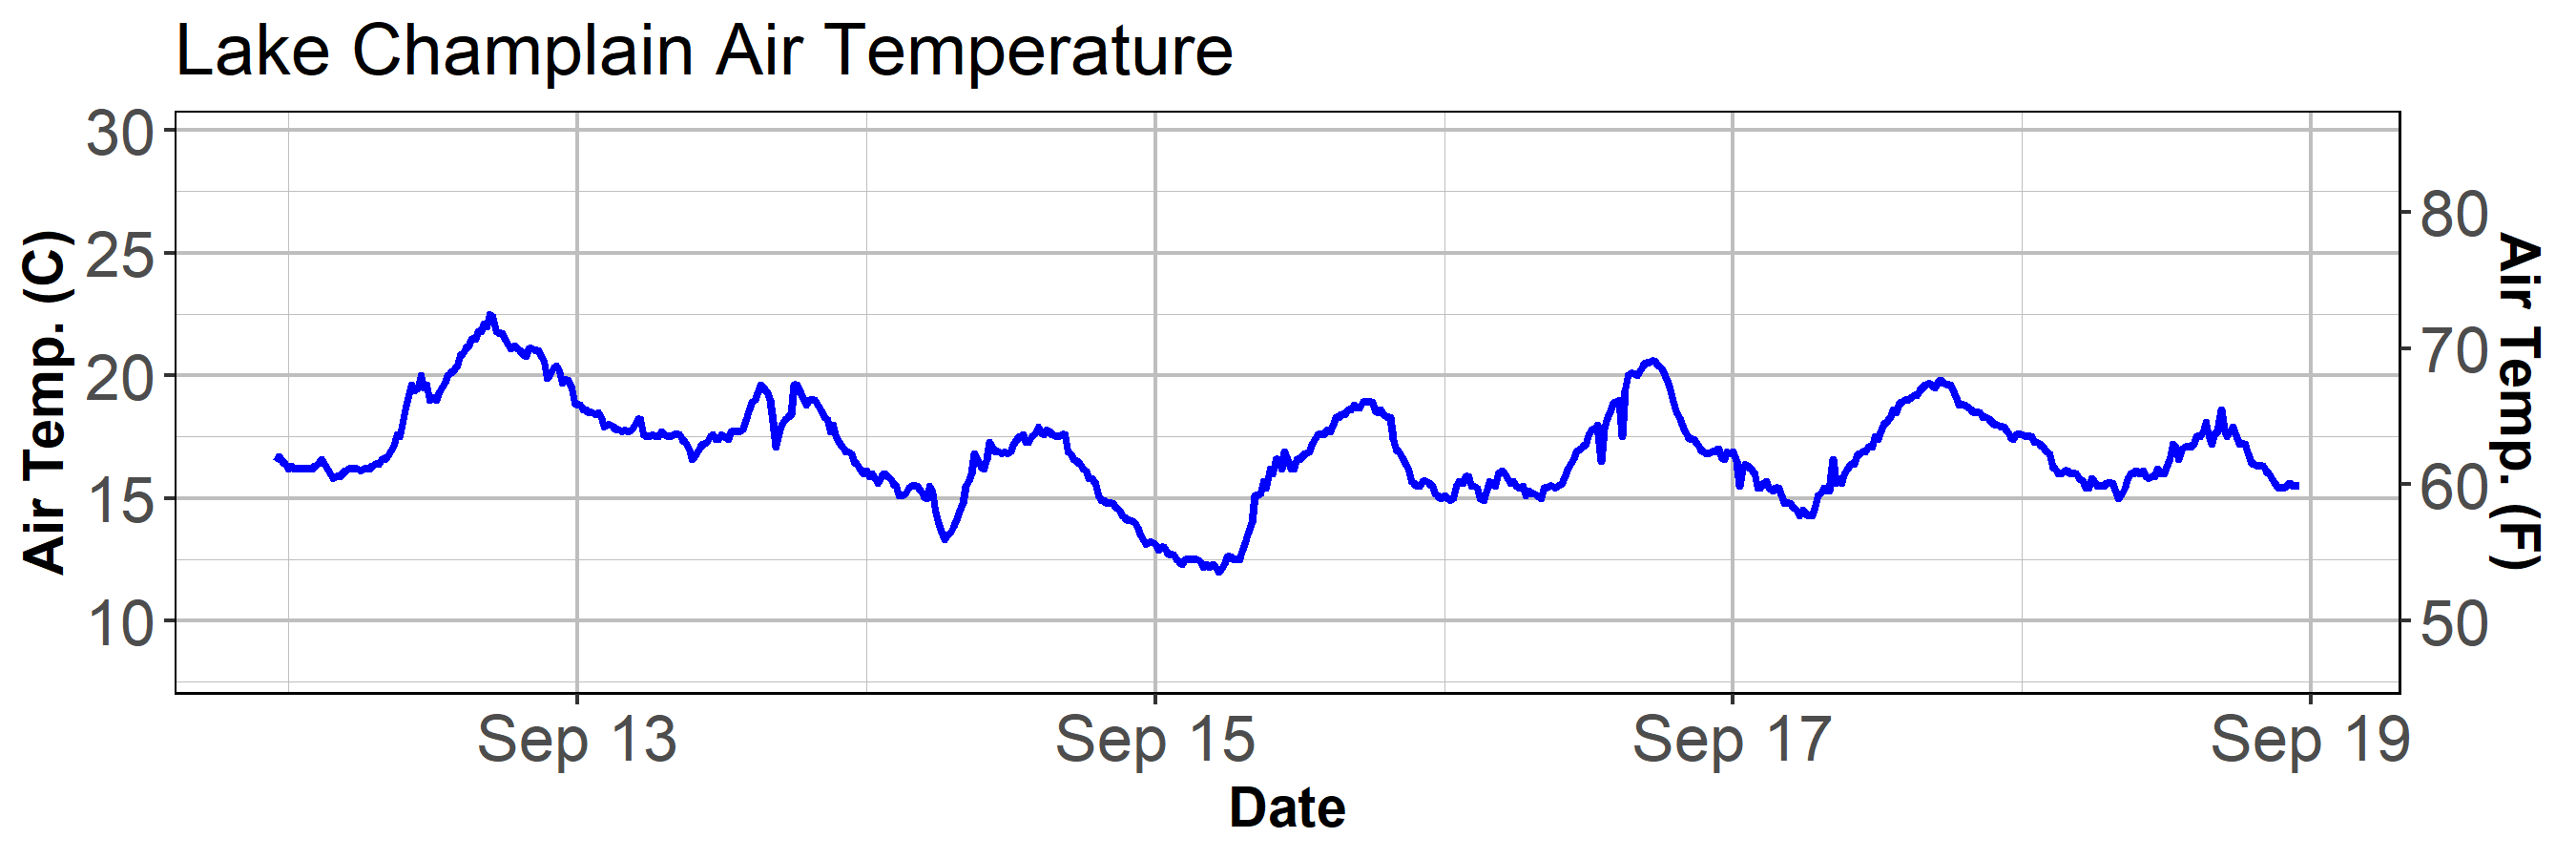 Lake Champlain Air Temperature
30
25
20
15
10
Air Temp. (C)
80
70
60
50
Air Temp. (F)
Sep 13
Sep 15
Sep 17
Sep 19
Date